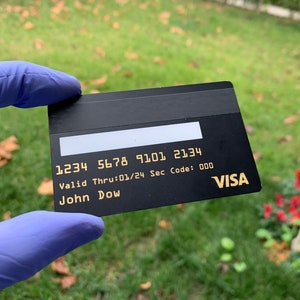 1234 5678 9101 2134
Valid Thru:01/24 Sec Code: 000
VISA
John Dow